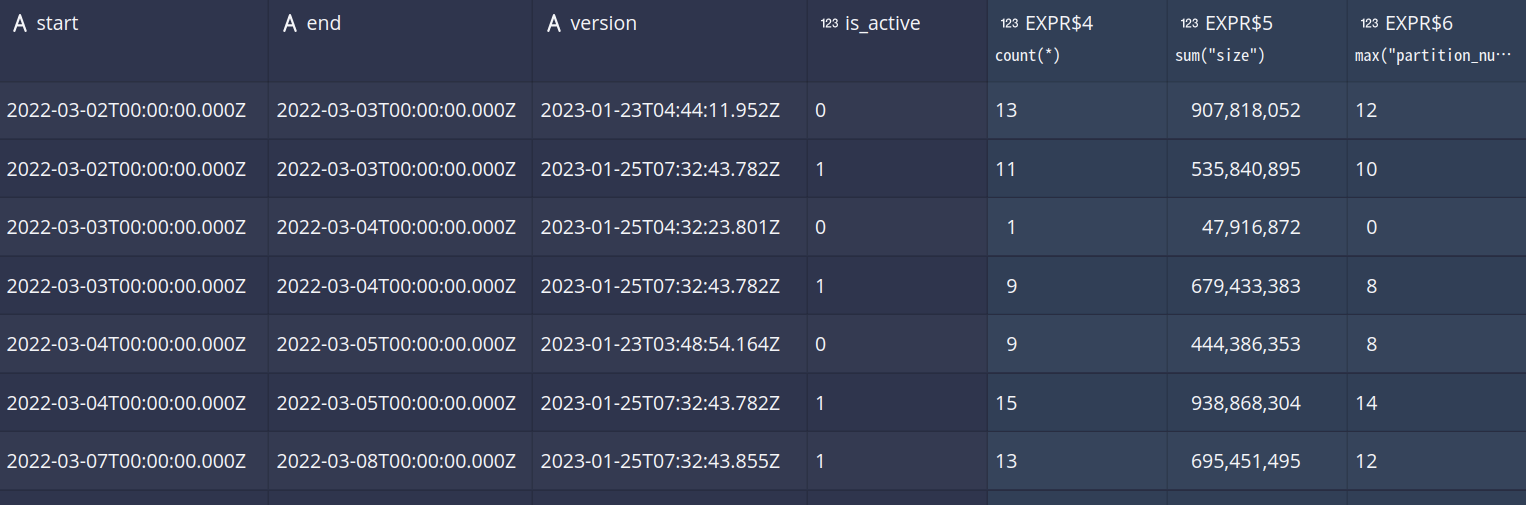 start end version is_active EXPR$4 EXPR$5 EXPR$6
count(*) sum("size") max("partition_nu…
2022-03-02T00:00:00.000Z 2022-03-03T00:00:00.000Z 2023-01-23T04:44:11.952Z 0 13 907,818,052 12
2022-03-02T00:00:00.000Z 2022-03-03T00:00:00.000Z 2023-01-25T07:32:43.782Z 1 11 535,840,895 10
2022-03-03T00:00:00.000Z 2022-03-04T00:00:00.000Z 2023-01-25T04:32:23.801Z 0 1 47,916,872 0
2022-03-03T00:00:00.000Z 2022-03-04T00:00:00.000Z 2023-01-25T07:32:43.782Z 1 9 679,433,383 8
2022-03-04T00:00:00.000Z 2022-03-05T00:00:00.000Z 2023-01-23T03:48:54.164Z 0 9 444,386,353 8
2022-03-04T00:00:00.000Z 2022-03-05T00:00:00.000Z 2023-01-25T07:32:43.782Z 1 15 938,868,304 14
2022-03-07T00:00:00.000Z 2022-03-08T00:00:00.000Z 2023-01-25T07:32:43.855Z 1 13 695,451,495 12